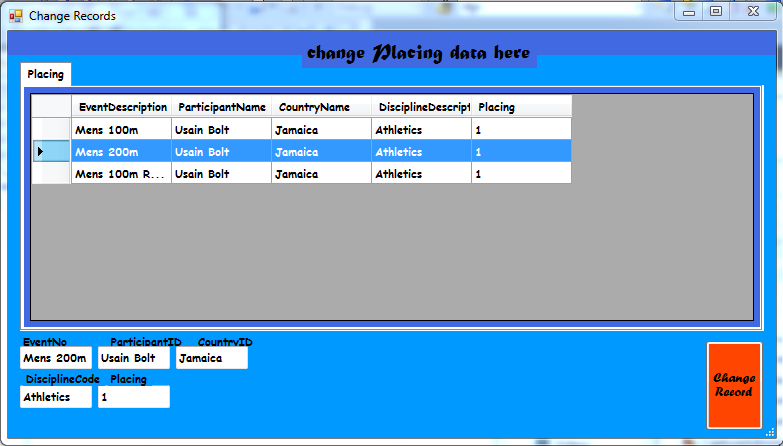 Change Records
change Placing data here
Placing
EventDescription ParticipantName CountryName DisciplineDescript Placing
Mens 100m Usain Bolt Jamaica Athletics 1
Mens 200m Usain Bolt Jamaica Athletics 1
Mens 100m R... Usain Bolt Jamaica Athletics 1
EventNo ParticipantID CountryID
Mens 200m Usain Bolt Jamaica
DisciplineCode Placing
Athletics 1
Change
Record